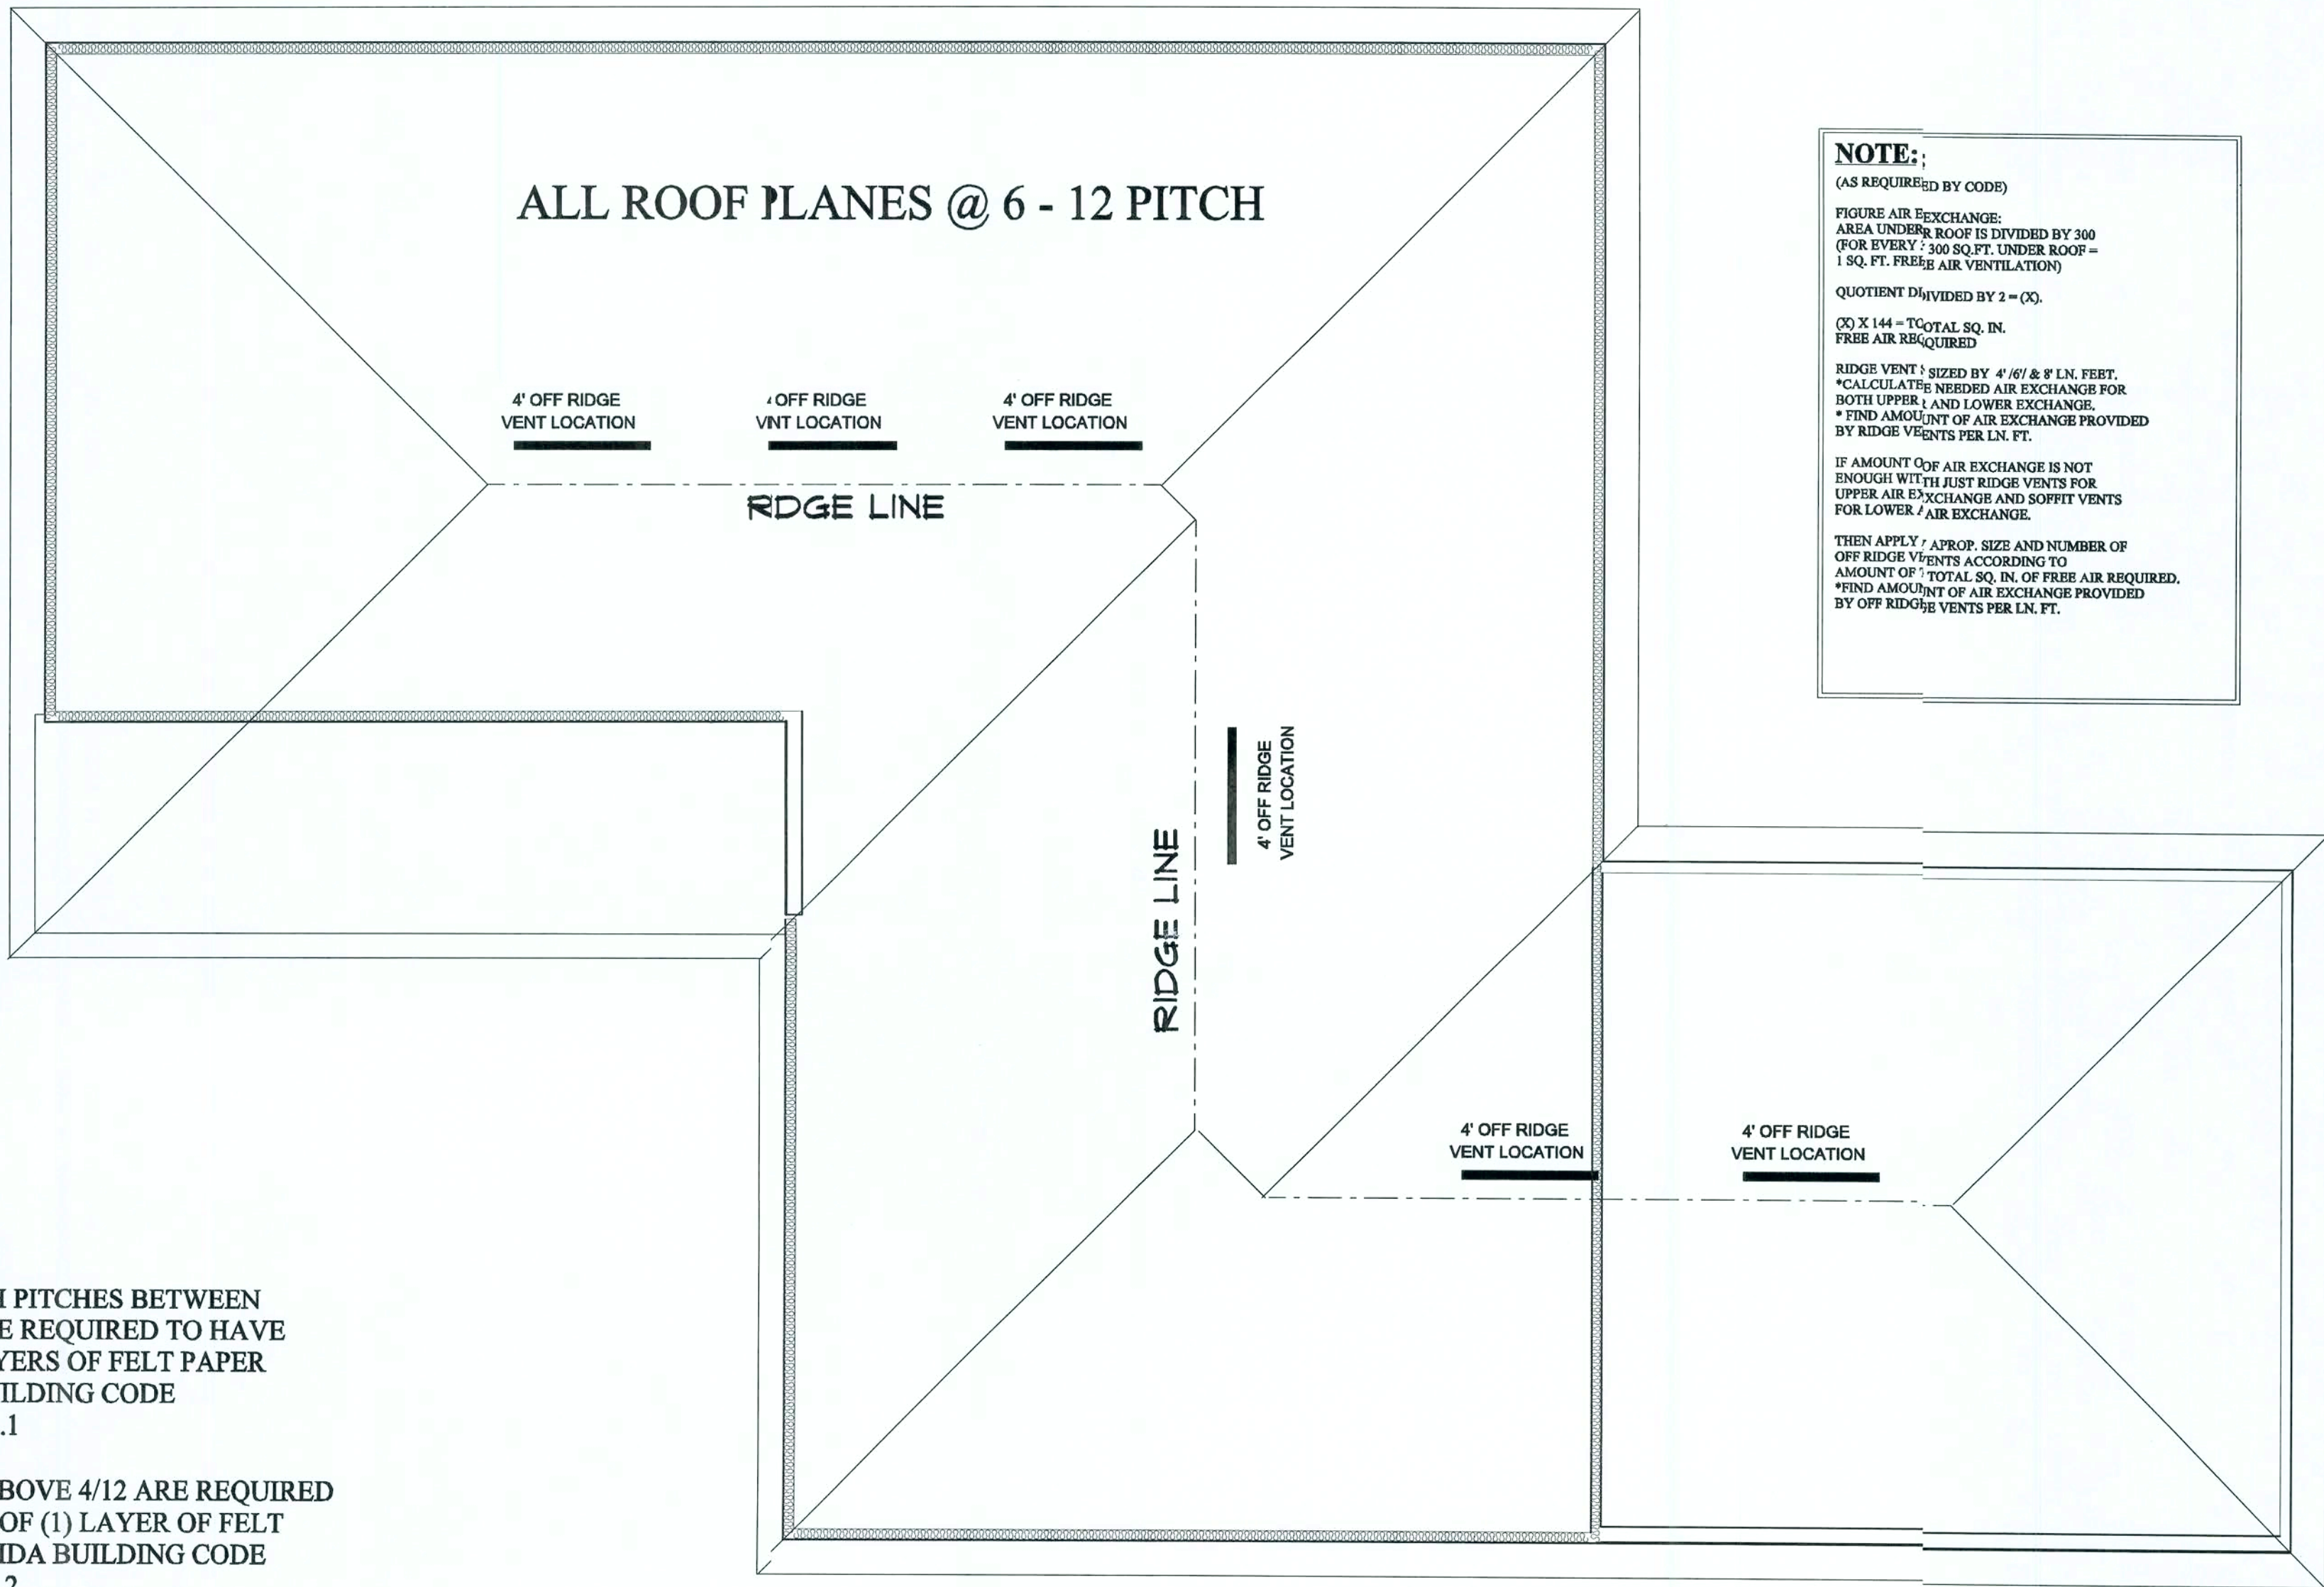 ALL ROOF PLANES @ 6 - 12 PITCH
NOTE:
(AS REQUIRED BY CODE)
FIGURE AIR EXCHANGE:
AREA UNDER ROOF IS DIVIDED BY 300
(FOR EVERY 300 SQ.FT. UNDER ROOF =
1 SQ. FT. FREE AIR VENTILATION)
QUOTIENT DIVIDED BY 2 = (X).
(X) X 144 = TOTAL SQ. IN.
FREE AIR REQUIRED
RIDGE VENT SIZED BY 4' /6'/ & 8' LN. FEET.
*CALCULATE NEEDED AIR EXCHANGE FOR
BOTH UPPER AND LOWER EXCHANGE.
* FIND AMOUNT OF AIR EXCHANGE PROVIDED
BY RIDGE VENTS PER LN. FT.
IF AMOUNT OF AIR EXCHANGE IS NOT
ENOUGH WITH JUST RIDGE VENTS FOR
UPPER AIR EXCHANGE AND SOFFIT VENTS
FOR LOWER AIR EXCHANGE.
THEN APPLY APROP. SIZE AND NUMBER OF
OFF RIDGE VENTS ACCORDING TO
AMOUNT OF TOTAL SQ. IN. OF FREE AIR REQUIRED.
*FIND AMOUNT OF AIR EXCHANGE PROVIDED
BY OFF RIDGE VENTS PER LN. FT.
4' OFF RIDGE
VENT LOCATION
OFF RIDGE
VENT LOCATION
4' OFF RIDGE
VENT LOCATION
RIDGE LINE
4' OFF RIDGE
VENT LOCATION
RIDGE LINE
4' OFF RIDGE
VENT LOCATION
4' OFF RIDGE
VENT LOCATION
PITCHES BETWEEN
E REQUIRED TO HAVE
YERS OF FELT PAPER
ILDING CODE
.1
BOVE 4/12 ARE REQUIRED
OF (1) LAYER OF FELT
IDA BUILDING CODE